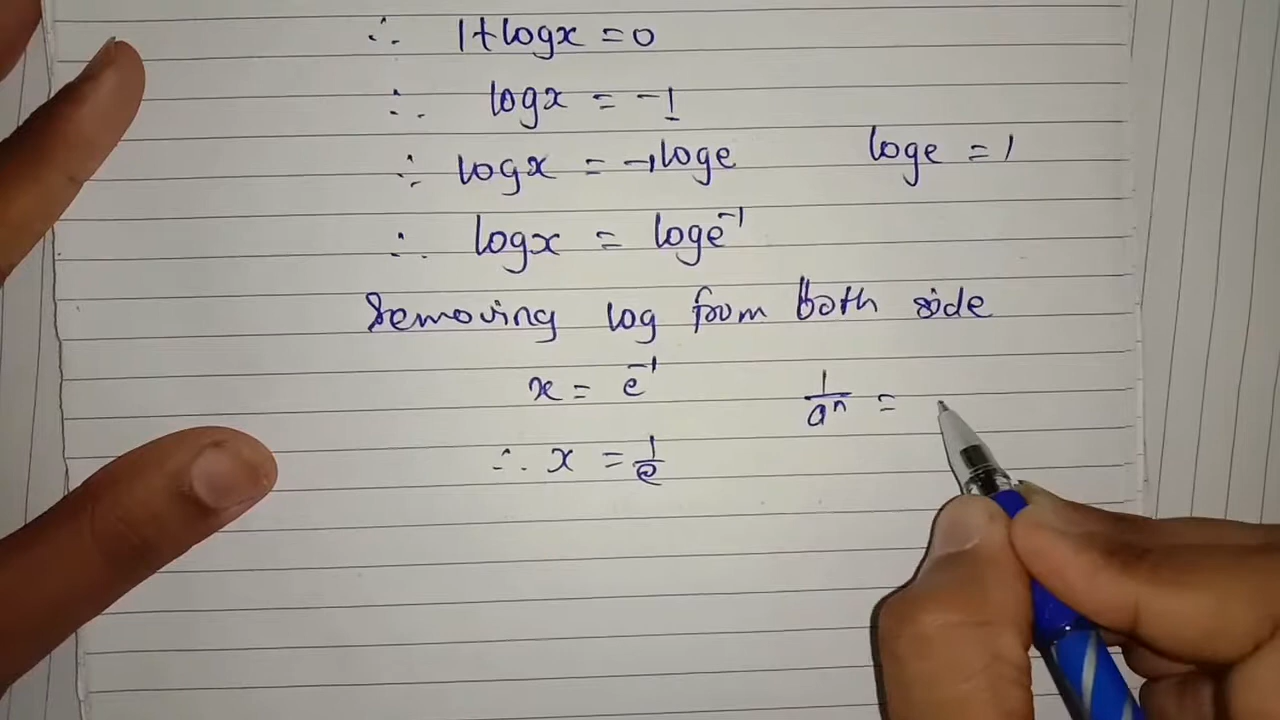 ∴ 1+logx = 0
∴ logx = -1
∴ logx = -1loge loge = 1
∴ logx = loge⁻¹
Removing log from both side
x = e⁻¹ 1/aⁿ =
∴ x = 1/e